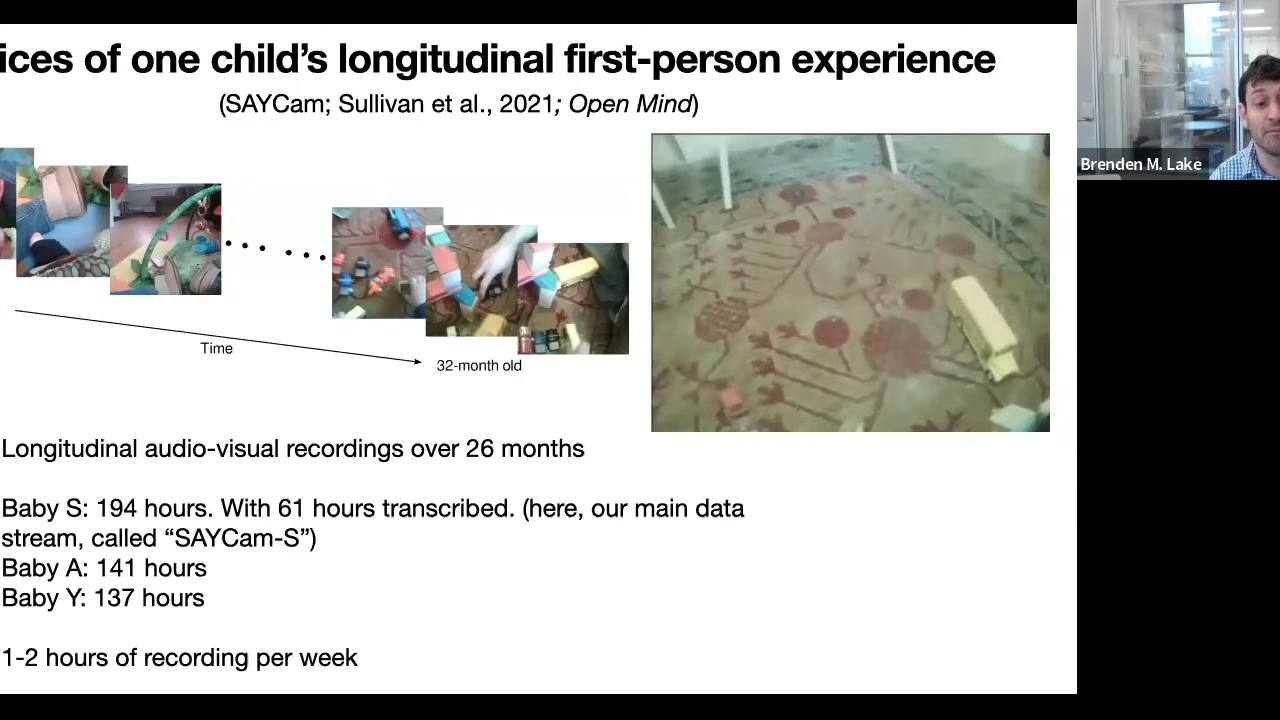 ices of one child’s longitudinal first-person experience
(SAYCam; Sullivan et al., 2021; Open Mind)
Brenden M. Lake
Time
32-month old
Longitudinal audio-visual recordings over 26 months
Baby S: 194 hours. With 61 hours transcribed. (here, our main data
stream, called “SAYCam-S”)
Baby A: 141 hours
Baby Y: 137 hours
1-2 hours of recording per week